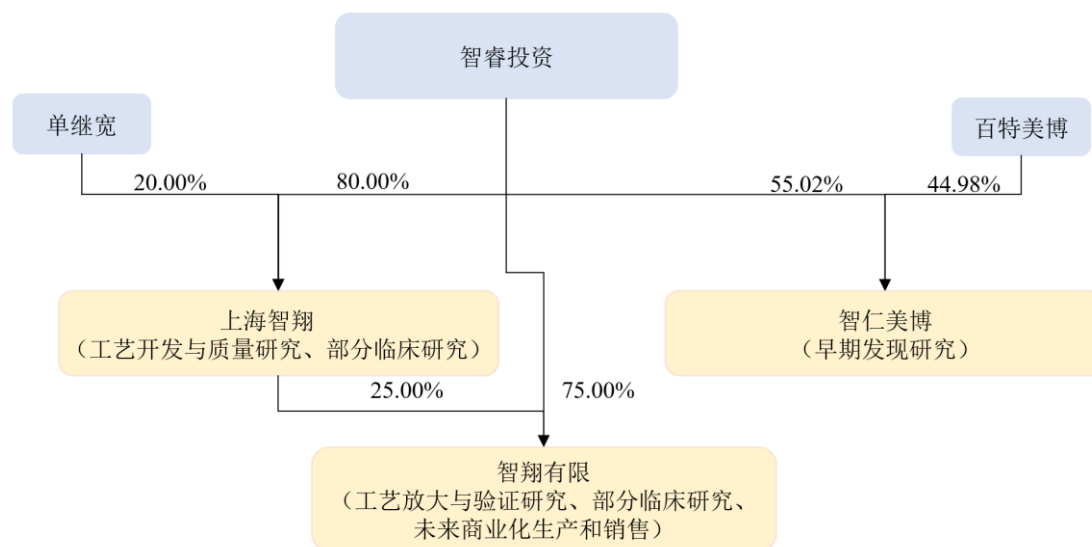 智睿投资
单继宽
百特美博
20.00%
80.00%
55.02%
44.98%
上海智翔
（工艺开发与质量研究、部分临床研究）
智仁美博
（早期发现研究）
25.00%
75.00%
智翔有限
（工艺放大与验证研究、部分临床研究、
未来商业化生产和销售）